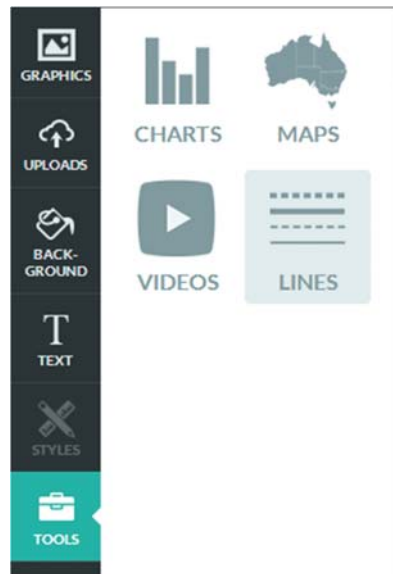 GRAPHICS
UPLOADS
BACK-
GROUND
TEXT
STYLES
TOOLS
CHARTS
MAPS
VIDEOS
LINES